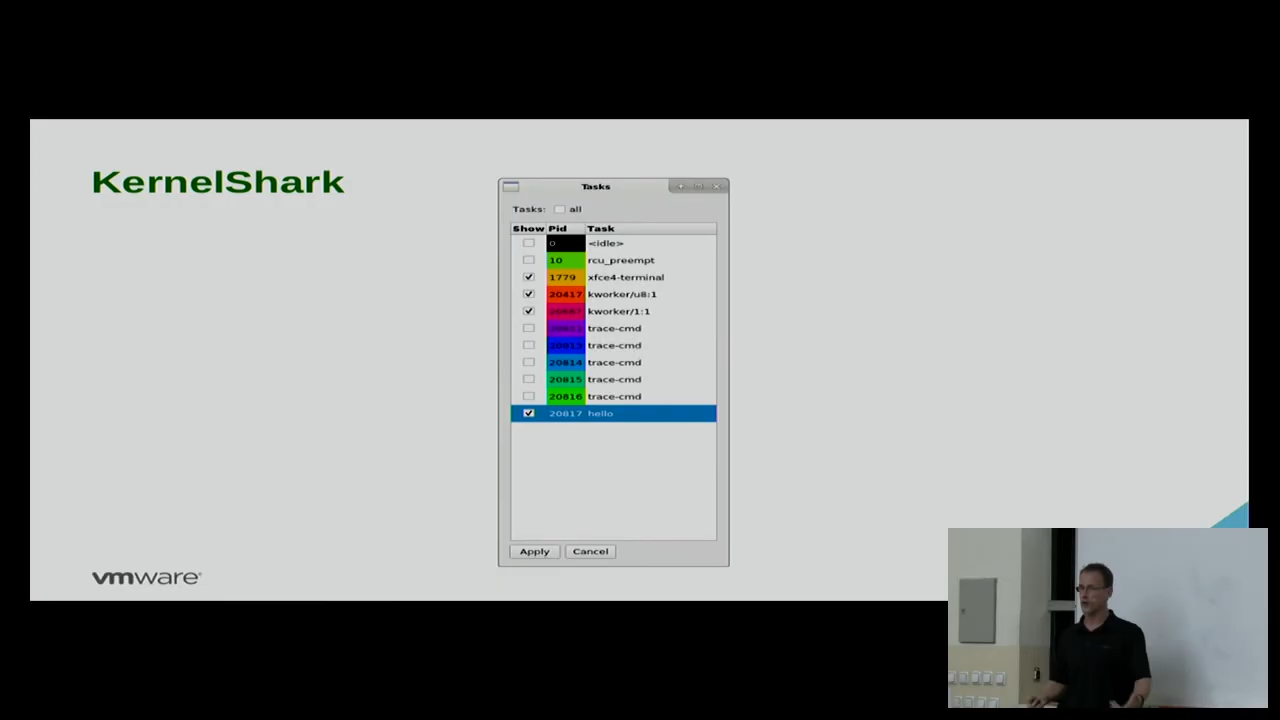 KernelShark
Tasks
Tasks: all
Show Pid Task
0 <idle>
10 rcu_preempt
1779 xfce4-terminal
20417 kworker/u8:1
kworker/1:1
trace-cmd
20813 trace-cmd
20814 trace-cmd
20815 trace-cmd
20816 trace-cmd
20817 hello
Apply Cancel
vmware